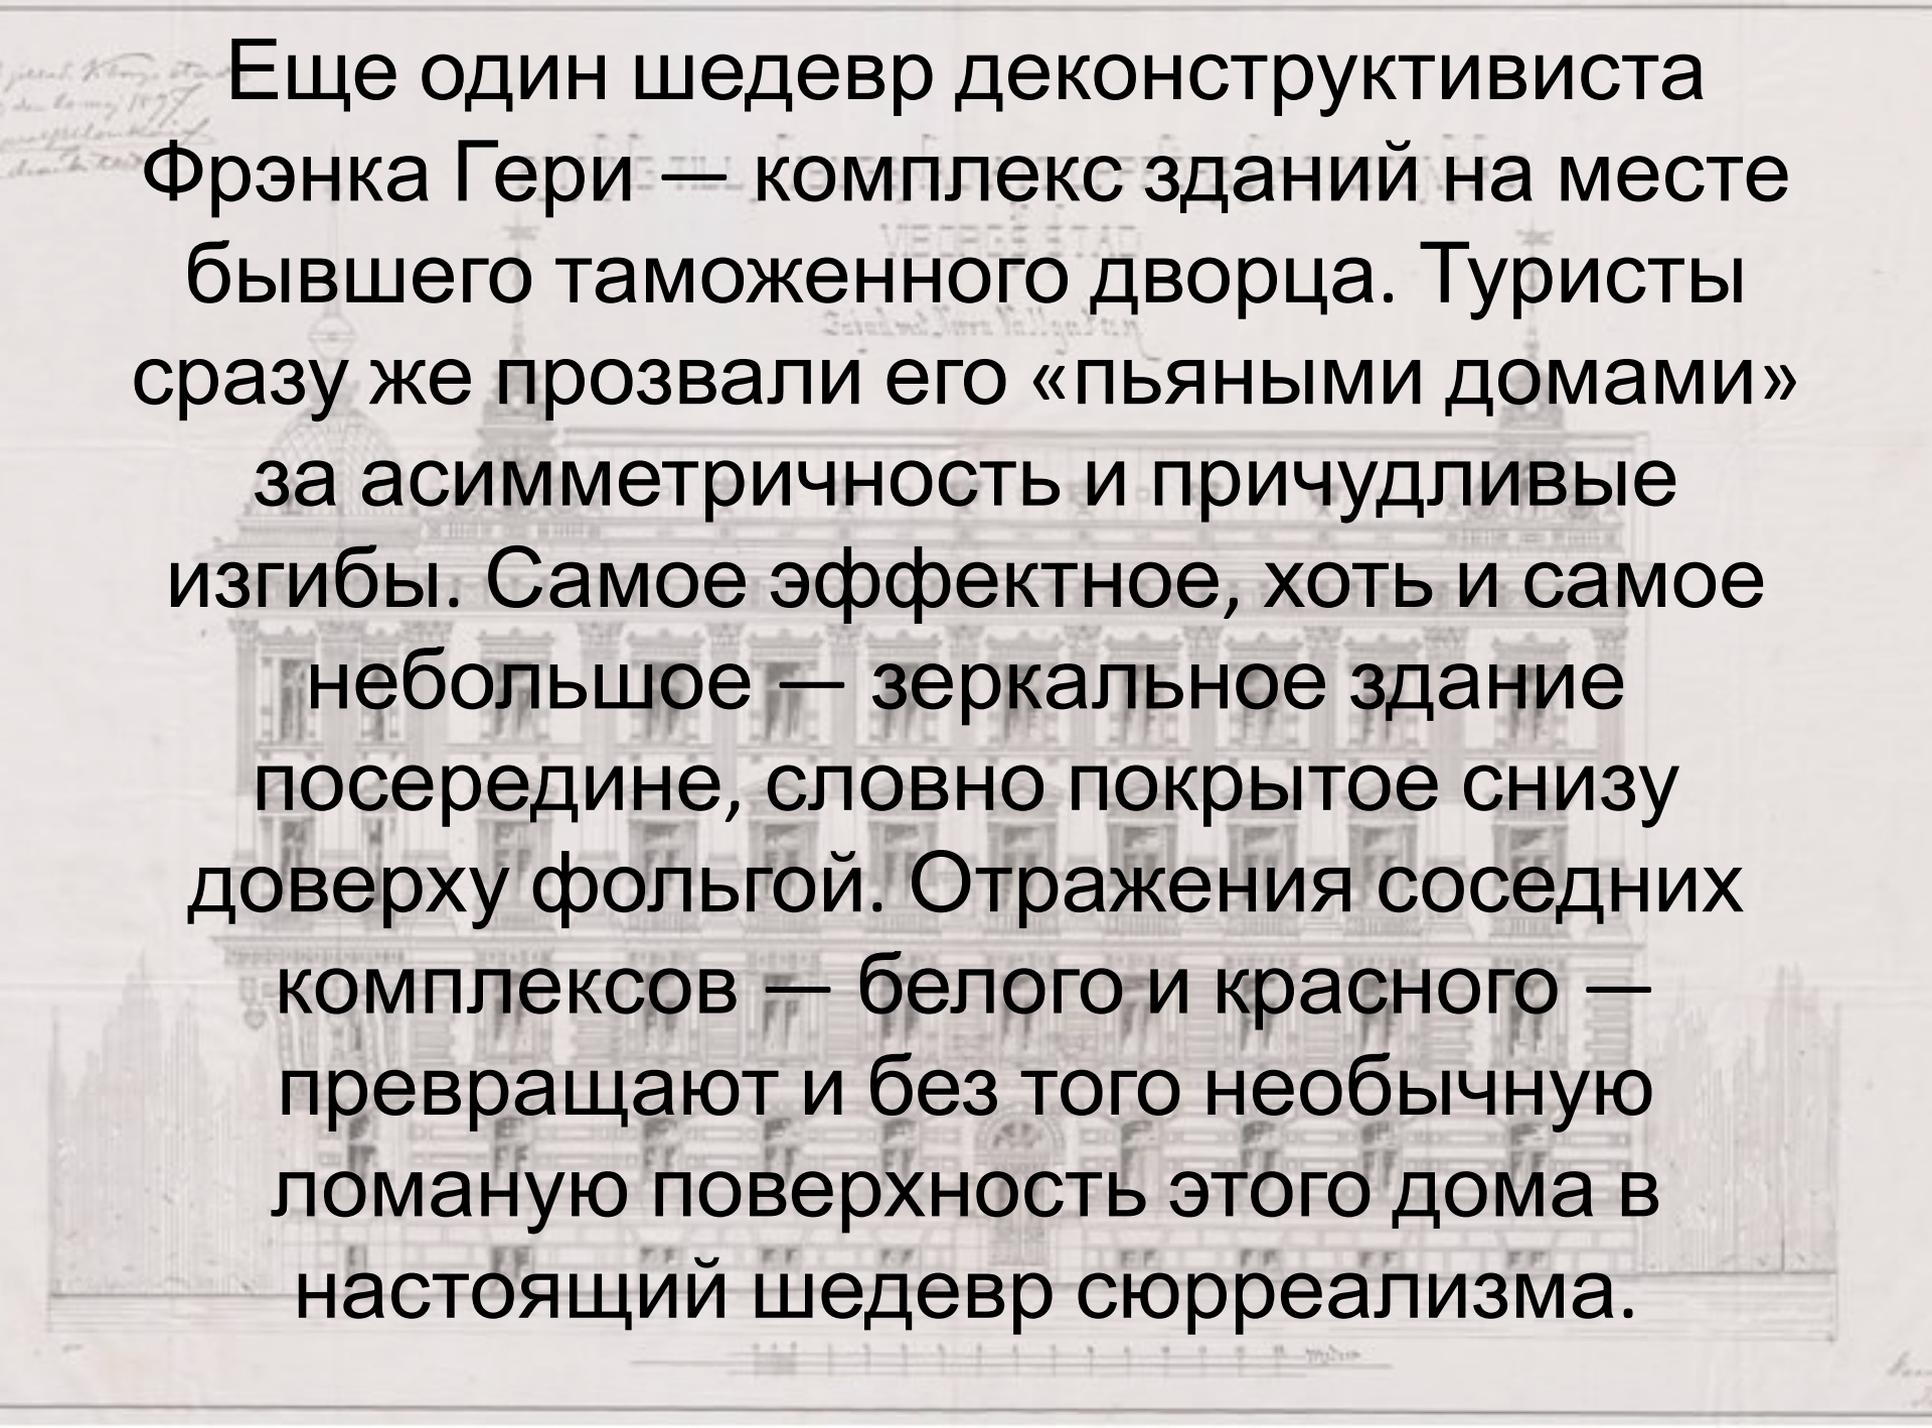 Еще один шедевр деконструктивиста
Фрэнка Гери — комплекс зданий на месте
бывшего таможенного дворца. Туристы
сразу же прозвали его «пьяными домами»
за асимметричность и причудливые
изгибы. Самое эффектное, хоть и самое
небольшое — зеркальное здание
посередине, словно покрытое снизу
доверху фольгой. Отражения соседних
комплексов — белого и красного —
превращают и без того необычную
ломаную поверхность этого дома в
настоящий шедевр сюрреализма.